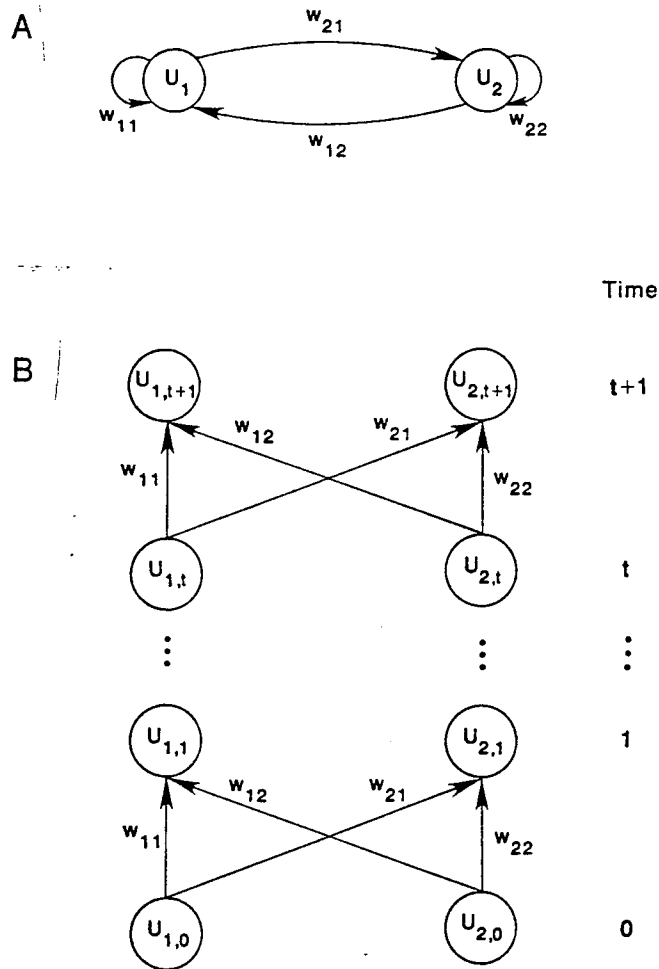 A
w21
U1 U2
w11 w22
w12
Time
B
U1,t+1 U2,t+1 t+1
w12 w21
w11 w22
U1,t U2,t t
⋮ ⋮ ⋮
U1,1 U2,1 1
w12 w21
w11 w22
U1,0 U2,0 0